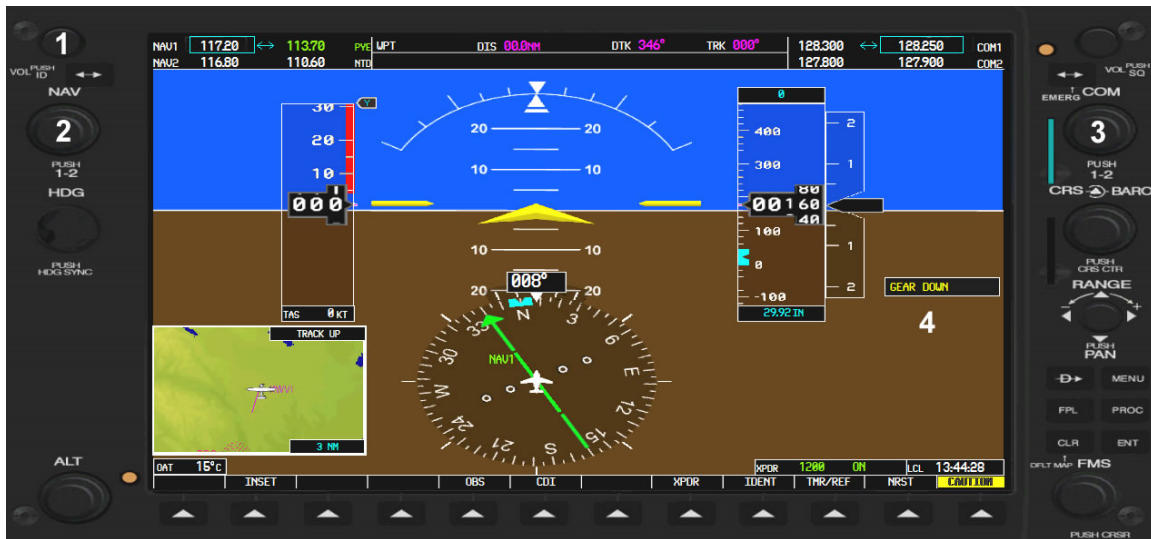 1
VOL PUSH ID
NAV
2
PUSH
1-2
HDG
PUSH
HDG SYNC
ALT
NAV1 117.20 ↔ 113.70 PYE WPT DIS 00.0NM DTK 346° TRK 000° 128.300 ↔ 128.250 COM1
NAV2 116.80 110.60 NTD 127.800 127.900 COM2
30
20
10
000
TAS 0KT
Y
20 20
10 10
10 10
20 20
008°
N 3 6 E 12 15 S 21 24 W 30 33
NAV1
0
400
300
00160
80
40
100
0
-100
29.92 IN
2
1
1
2
GEAR DOWN
4
TRACK UP
3 NM
OAT 15°C
XPDR 1200 ON LCL 13:44:28
INSET OBS CDI XPDR IDENT TMR/REF NRST CAUTION
VOL PUSH SQ
EMERG COM
3
PUSH
1-2
CRS BARO
PUSH
CRS CTR
RANGE
- +
PUSH
PAN
D MENU
FPL PROC
CLR ENT
DFLT MAP FMS
PUSH CRSR